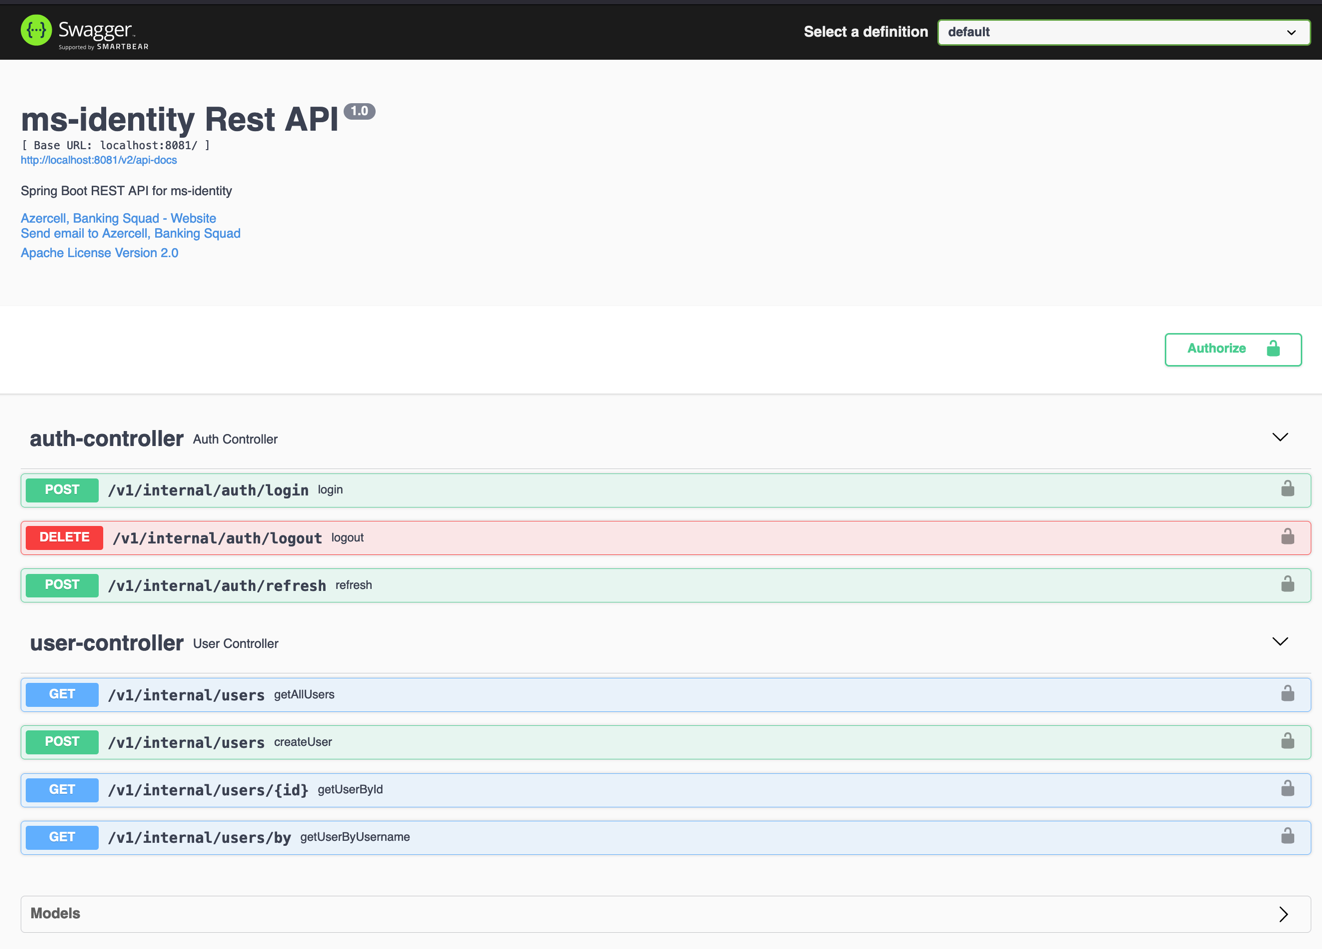 Swagger.
Supported by SMARTBEAR
Select a definition
default
ms-identity Rest API 1.0
[ Base URL: localhost:8081/ ]
http://localhost:8081/v2/api-docs
Spring Boot REST API for ms-identity
Azercell, Banking Squad - Website
Send email to Azercell, Banking Squad
Apache License Version 2.0
Authorize
auth-controller Auth Controller
POST /v1/internal/auth/login login
DELETE /v1/internal/auth/logout logout
POST /v1/internal/auth/refresh refresh
user-controller User Controller
GET /v1/internal/users getAllUsers
POST /v1/internal/users createUser
GET /v1/internal/users/{id} getUserById
GET /v1/internal/users/by getUserByUsername
Models